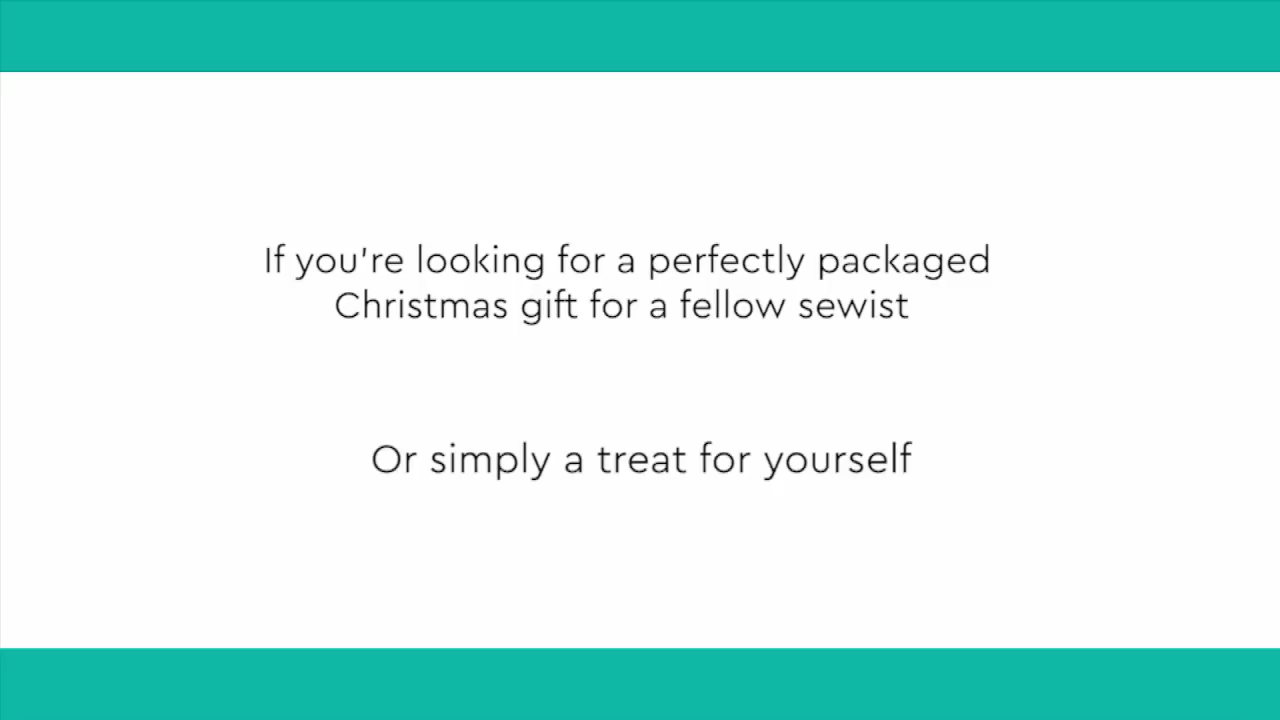 If you're looking for a perfectly packaged
Christmas gift for a fellow sewist
Or simply a treat for yourself